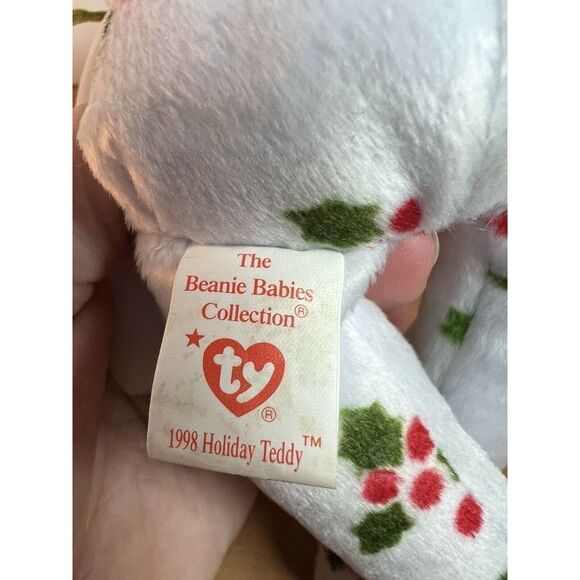 The
Beanie Babies
Collection®
ty®
1998 Holiday Teddy™